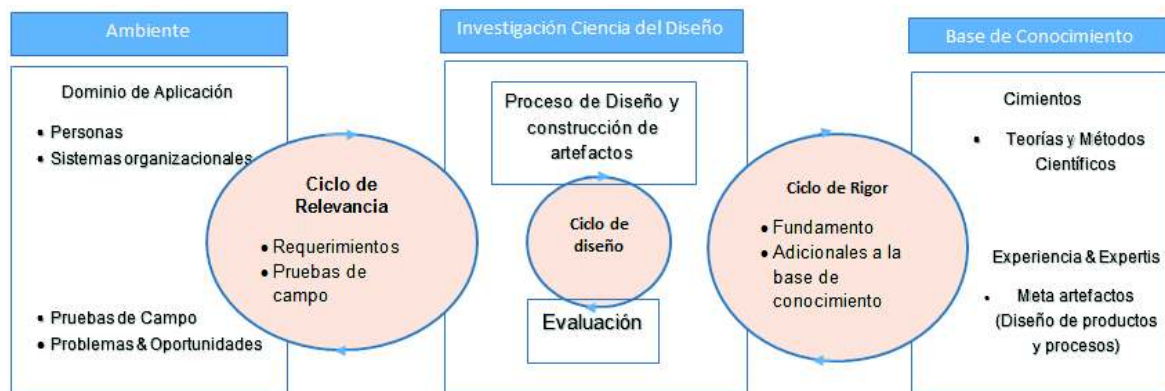 Ambiente
Dominio de Aplicación
• Personas
• Sistemas organizacionales
• Pruebas de Campo
• Problemas & Oportunidades
Ciclo de
Relevancia
• Requerimientos
• Pruebas de
campo
Investigación Ciencia del Diseño
Proceso de Diseño y
construcción de
artefactos
Ciclo de
diseño
Evaluación
Ciclo de Rigor
• Fundamento
• Adicionales a la
base de
conocimiento
Base de Conocimiento
Cimientos
• Teorías y Métodos
Científicos
Experiencia & Expertis
• Meta artefactos
(Diseño de productos
y procesos)